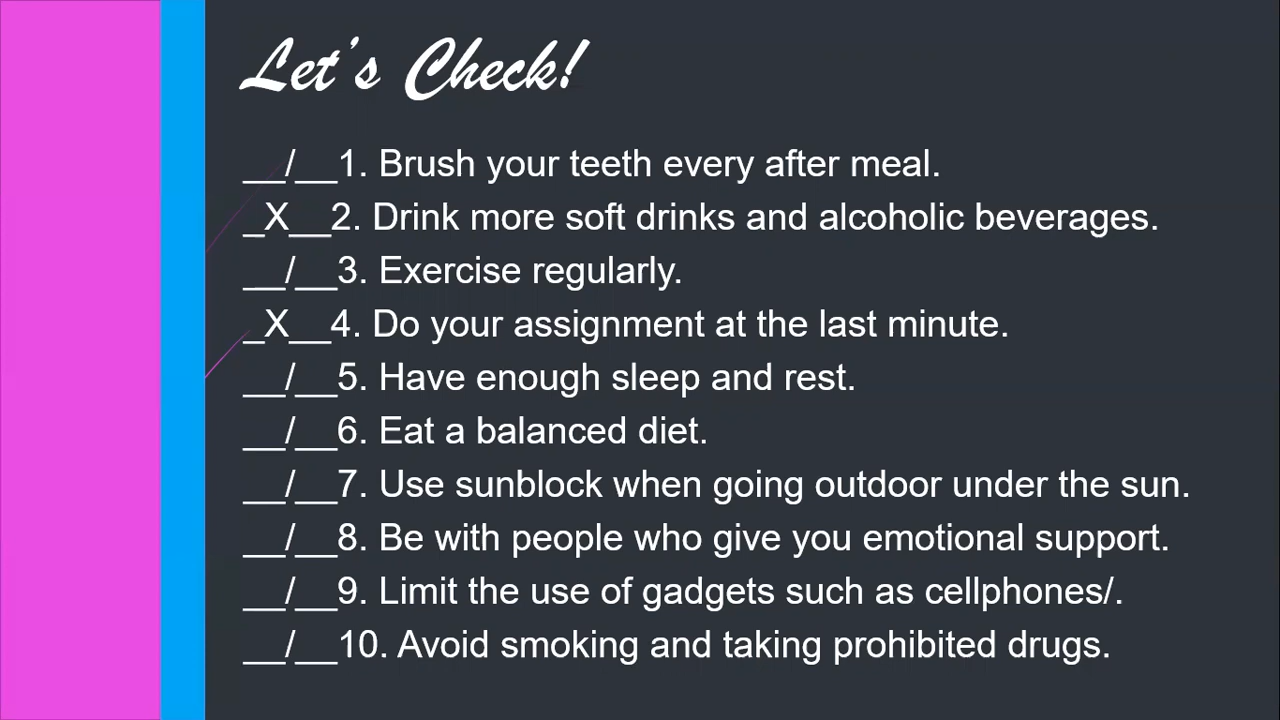 Let's Check!
__/__1. Brush your teeth every after meal.
_X__2. Drink more soft drinks and alcoholic beverages.
__/__3. Exercise regularly.
_X__4. Do your assignment at the last minute.
__/__5. Have enough sleep and rest.
__/__6. Eat a balanced diet.
__/__7. Use sunblock when going outdoor under the sun.
__/__8. Be with people who give you emotional support.
__/__9. Limit the use of gadgets such as cellphones/.
__/__10. Avoid smoking and taking prohibited drugs.